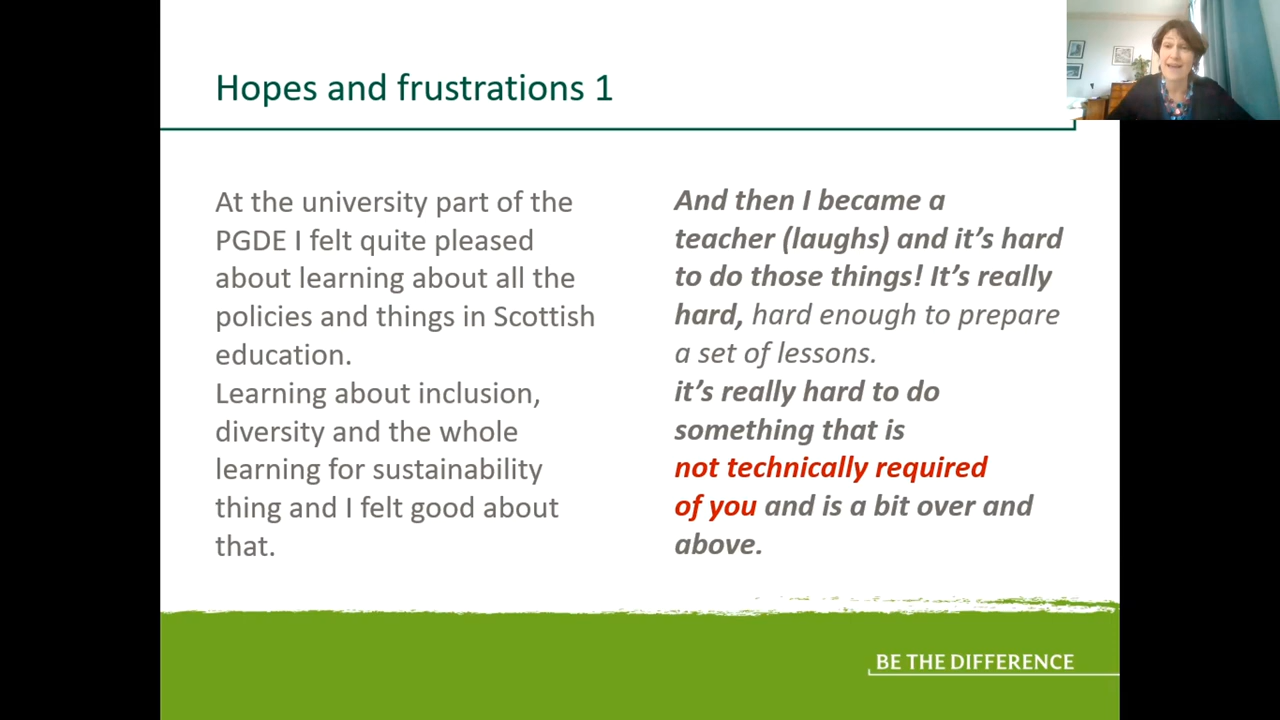 Hopes and frustrations 1
At the university part of the
PGDE I felt quite pleased
about learning about all the
policies and things in Scottish
education.
Learning about inclusion,
diversity and the whole
learning for sustainability
thing and I felt good about
that.
And then I became a
teacher (laughs) and it’s hard
to do those things! It’s really
hard, hard enough to prepare
a set of lessons.
it’s really hard to do
something that is
not technically required
of you and is a bit over and
above.
BE THE DIFFERENCE